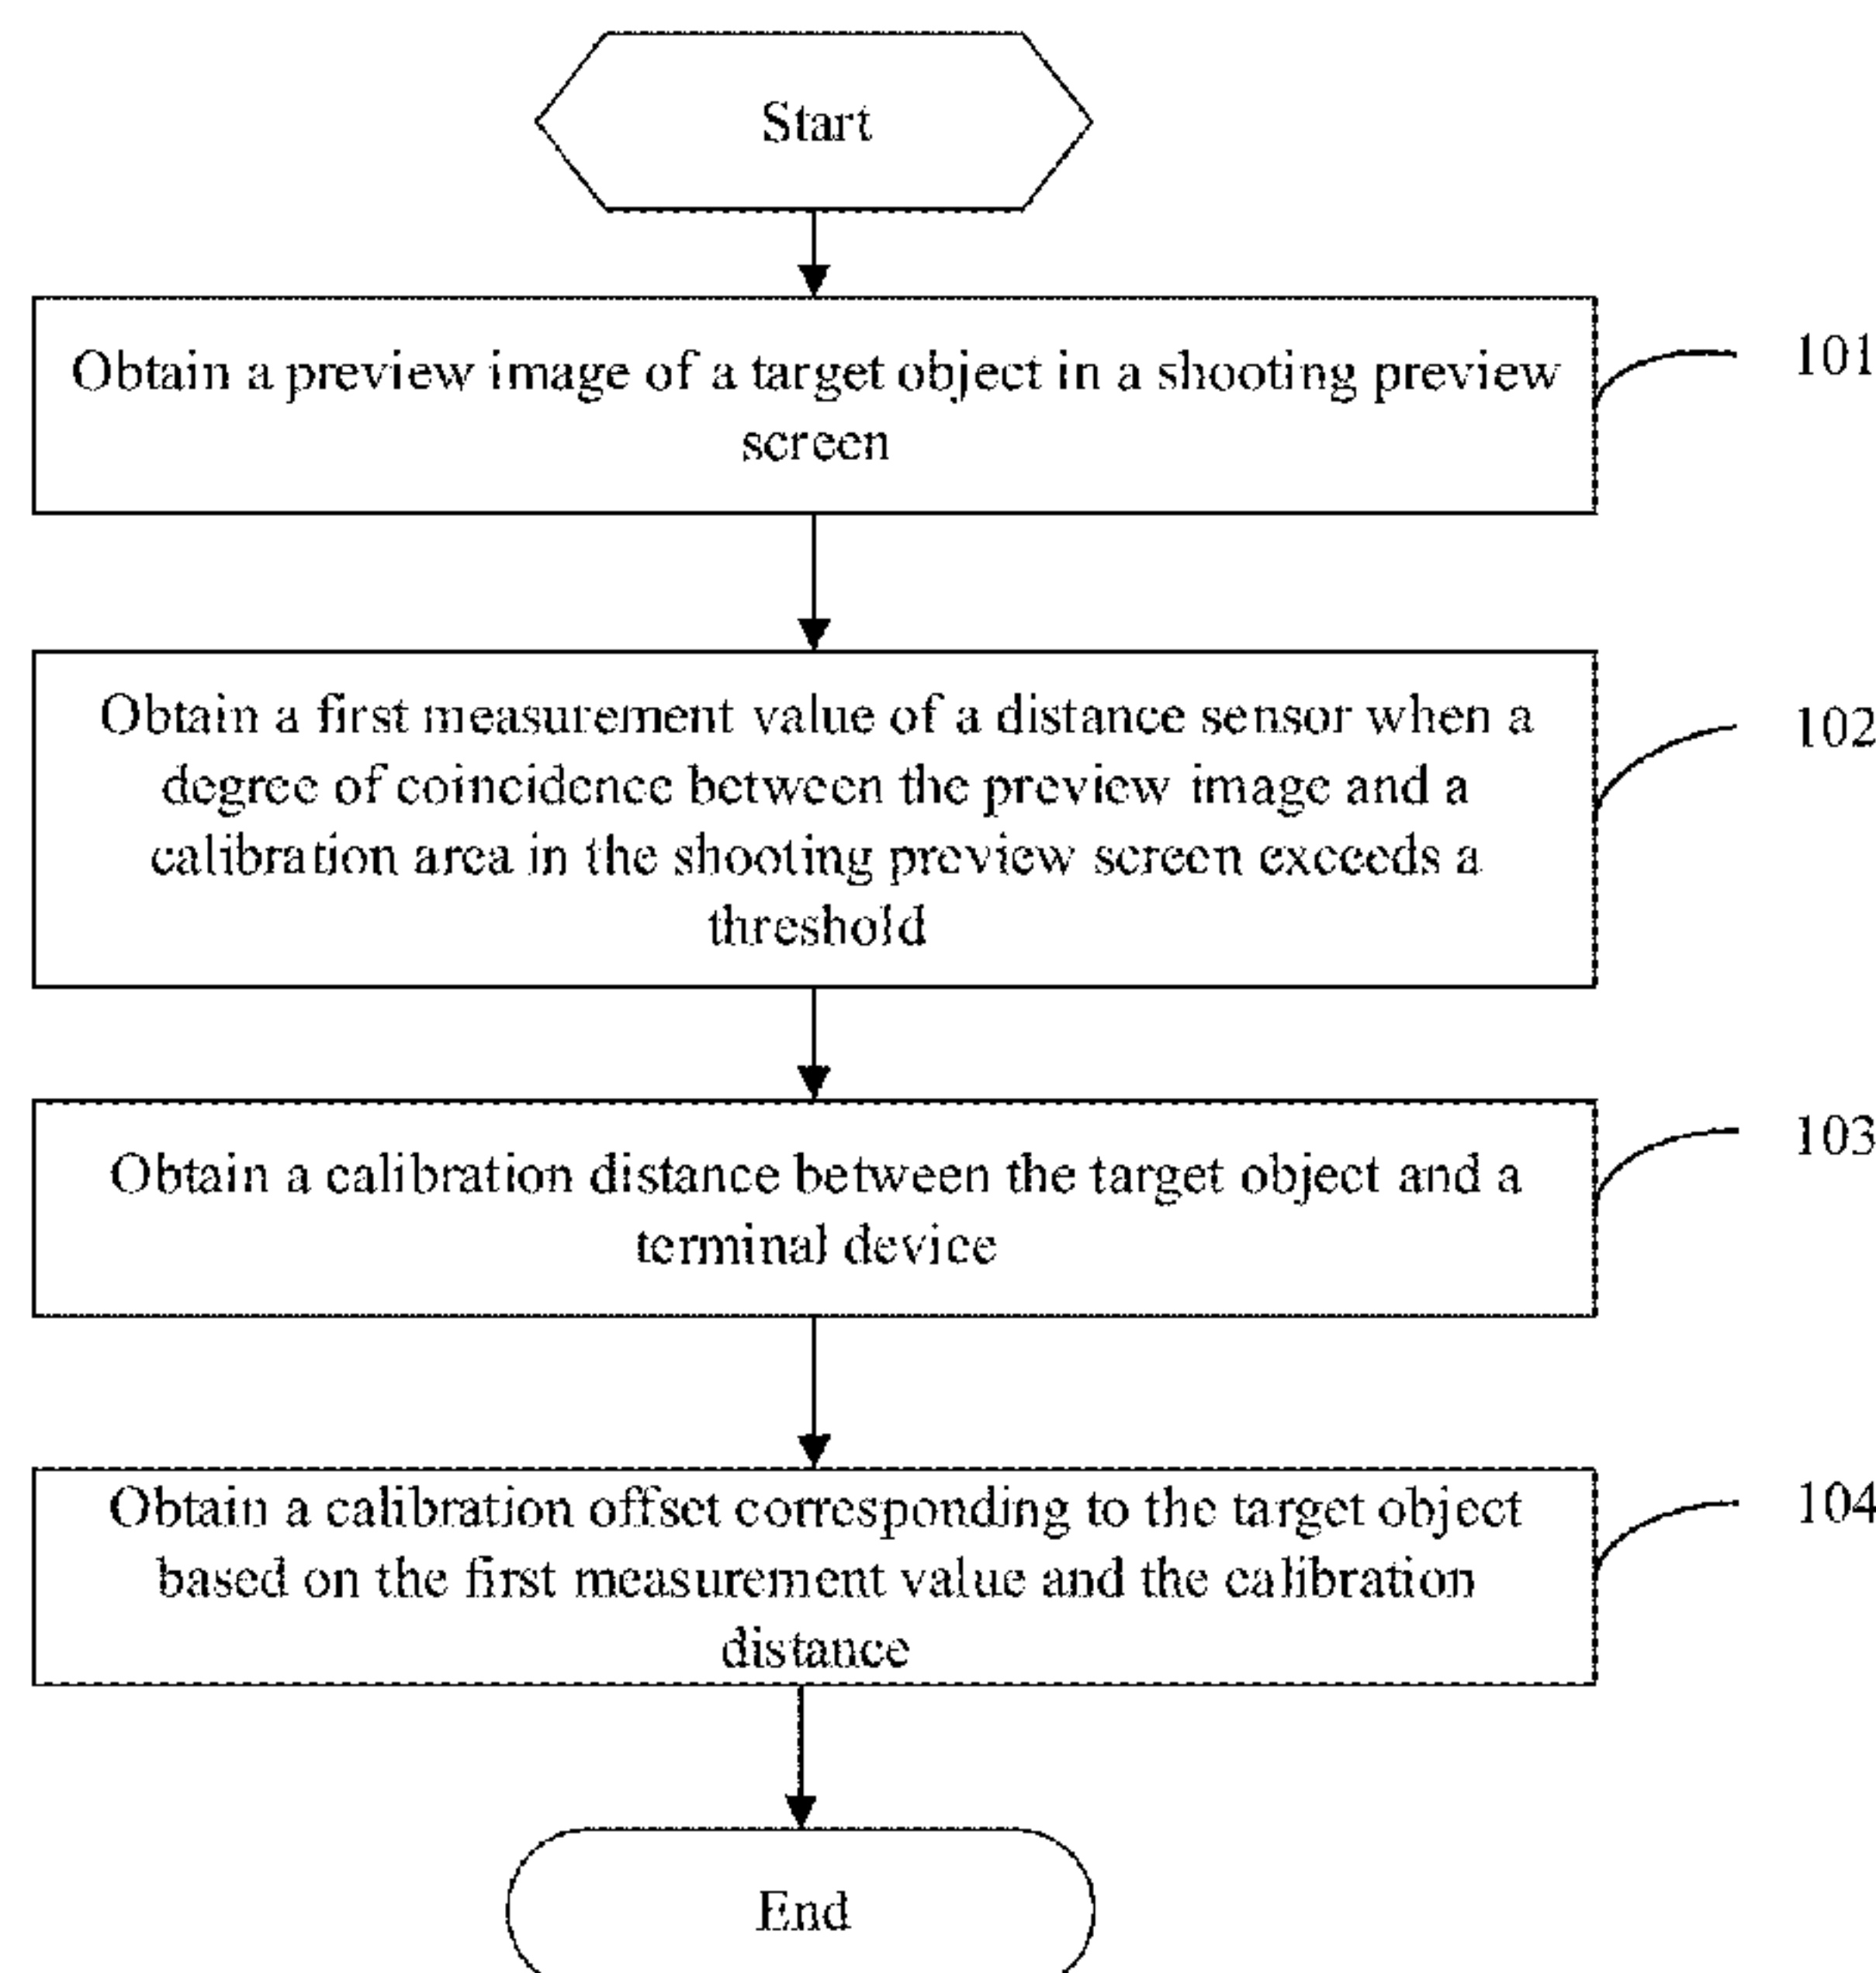 Start
Obtain a preview image of a target object in a shooting preview
screen
101
Obtain a first measurement value of a distance sensor when a
degree of coincidence between the preview image and a
calibration area in the shooting preview screen exceeds a
threshold
102
Obtain a calibration distance between the target object and a
terminal device
103
Obtain a calibration offset corresponding to the target object
based on the first measurement value and the calibration
distance
104
End